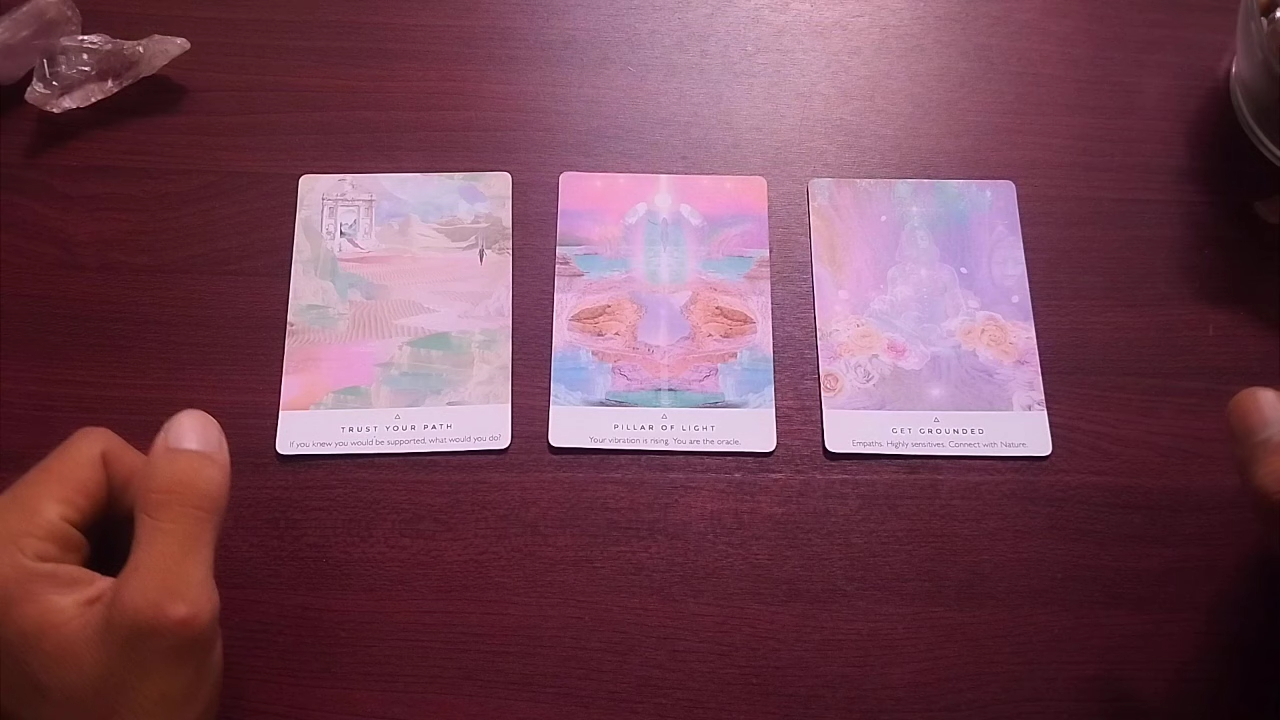 TRUST YOUR PATH
If you knew you would be supported, what would you do?
PILLAR OF LIGHT
Your vibration is rising. You are the oracle.
GET GROUNDED
Empaths. Highly sensitives. Connect with Nature.